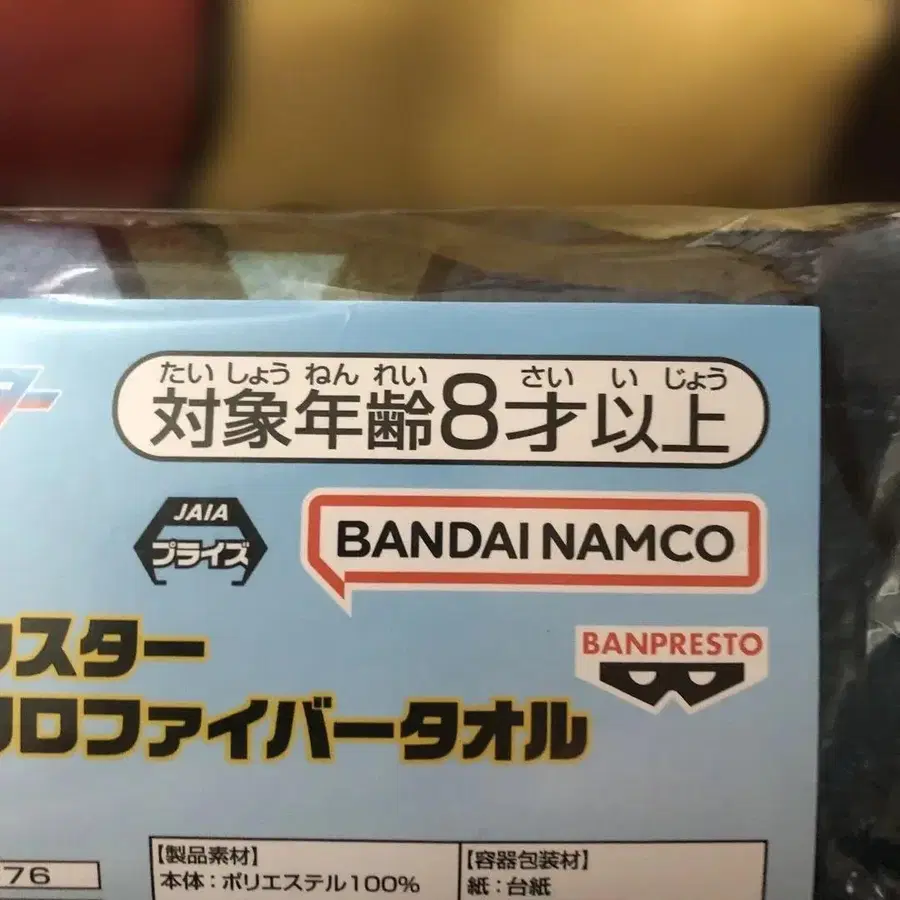 たいしょうねんれい さいいじょう
対象年齢8才以上
JAIA
プライズ
BANDAI NAMCO
BANPRESTO
スター
ロファイバータオル
76
【製品素材】
本体:ポリエステル100%
【容器包装材】
紙:台紙